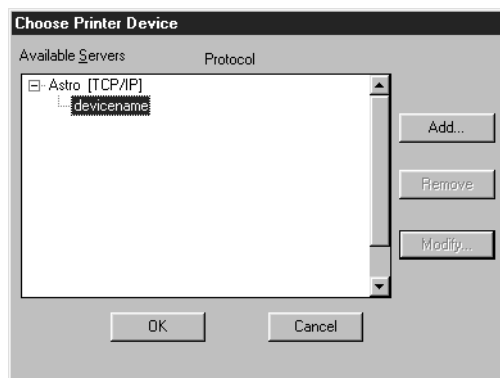 Choose Printer Device
Available Servers Protocol
Astro [TCP/IP]
devicename
Add...
Remove
Modify...
OK Cancel